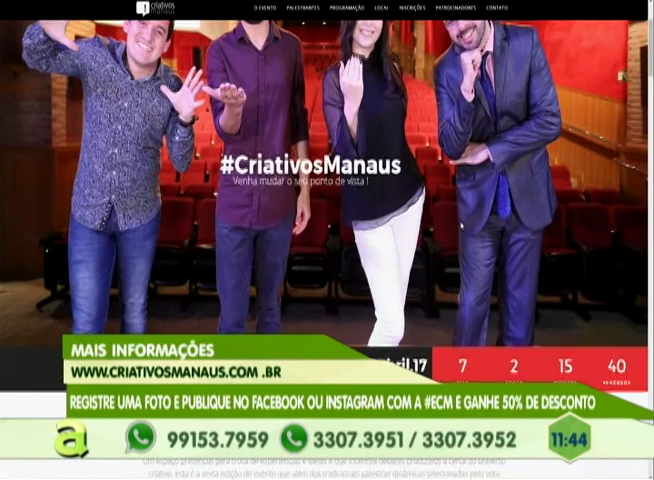 criativos
manaus
O EVENTO PALESTRANTES PROGRAMAÇÃO LOCAL INSCRIÇÕES PATROCINADORES CONTATO
#CriativosManaus
Venha mudar o seu ponto de vista !
7 2 15 40
MAIS INFORMAÇÕES
WWW.CRIATIVOSMANAUS.COM .BR
REGISTRE UMA FOTO E PUBLIQUE NO FACEBOOK OU INSTAGRAM COM A #ECM E GANHE 50% DE DESCONTO
a 99153.7959 3307.3951 / 3307.3952 11:44